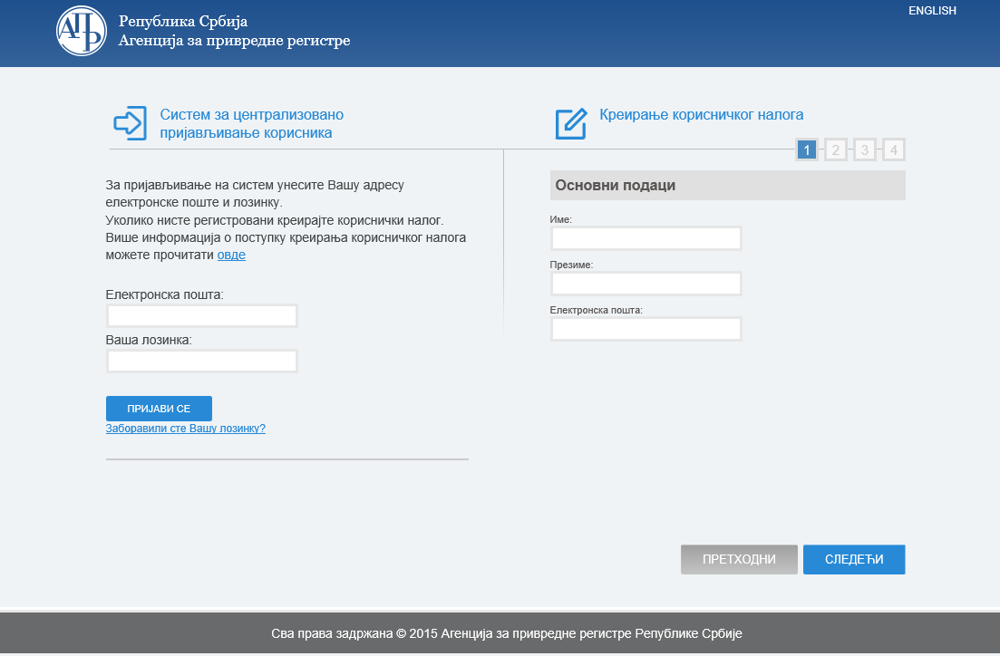 АПР
Република Србија
Агенција за привредне регистре
ENGLISH
Систем за централизовано
пријављивање корисника
За пријављивање на систем унесите Вашу адресу
електронске поште и лозинку.
Уколико нисте регистровани креирајте кориснички налог.
Више информација о поступку креирања корисничког налога
можете прочитати овде
Електронска пошта:
Ваша лозинка:
ПРИЈАВИ СЕ
Заборавили сте Вашу лозинку?
Креирање корисничког налога
1 2 3 4
Основни подаци
Име:
Презиме:
Електронска пошта:
ПРЕТХОДНИ СЛЕДЕЋИ
Сва права задржана © 2015 Агенција за привредне регистре Републике Србије